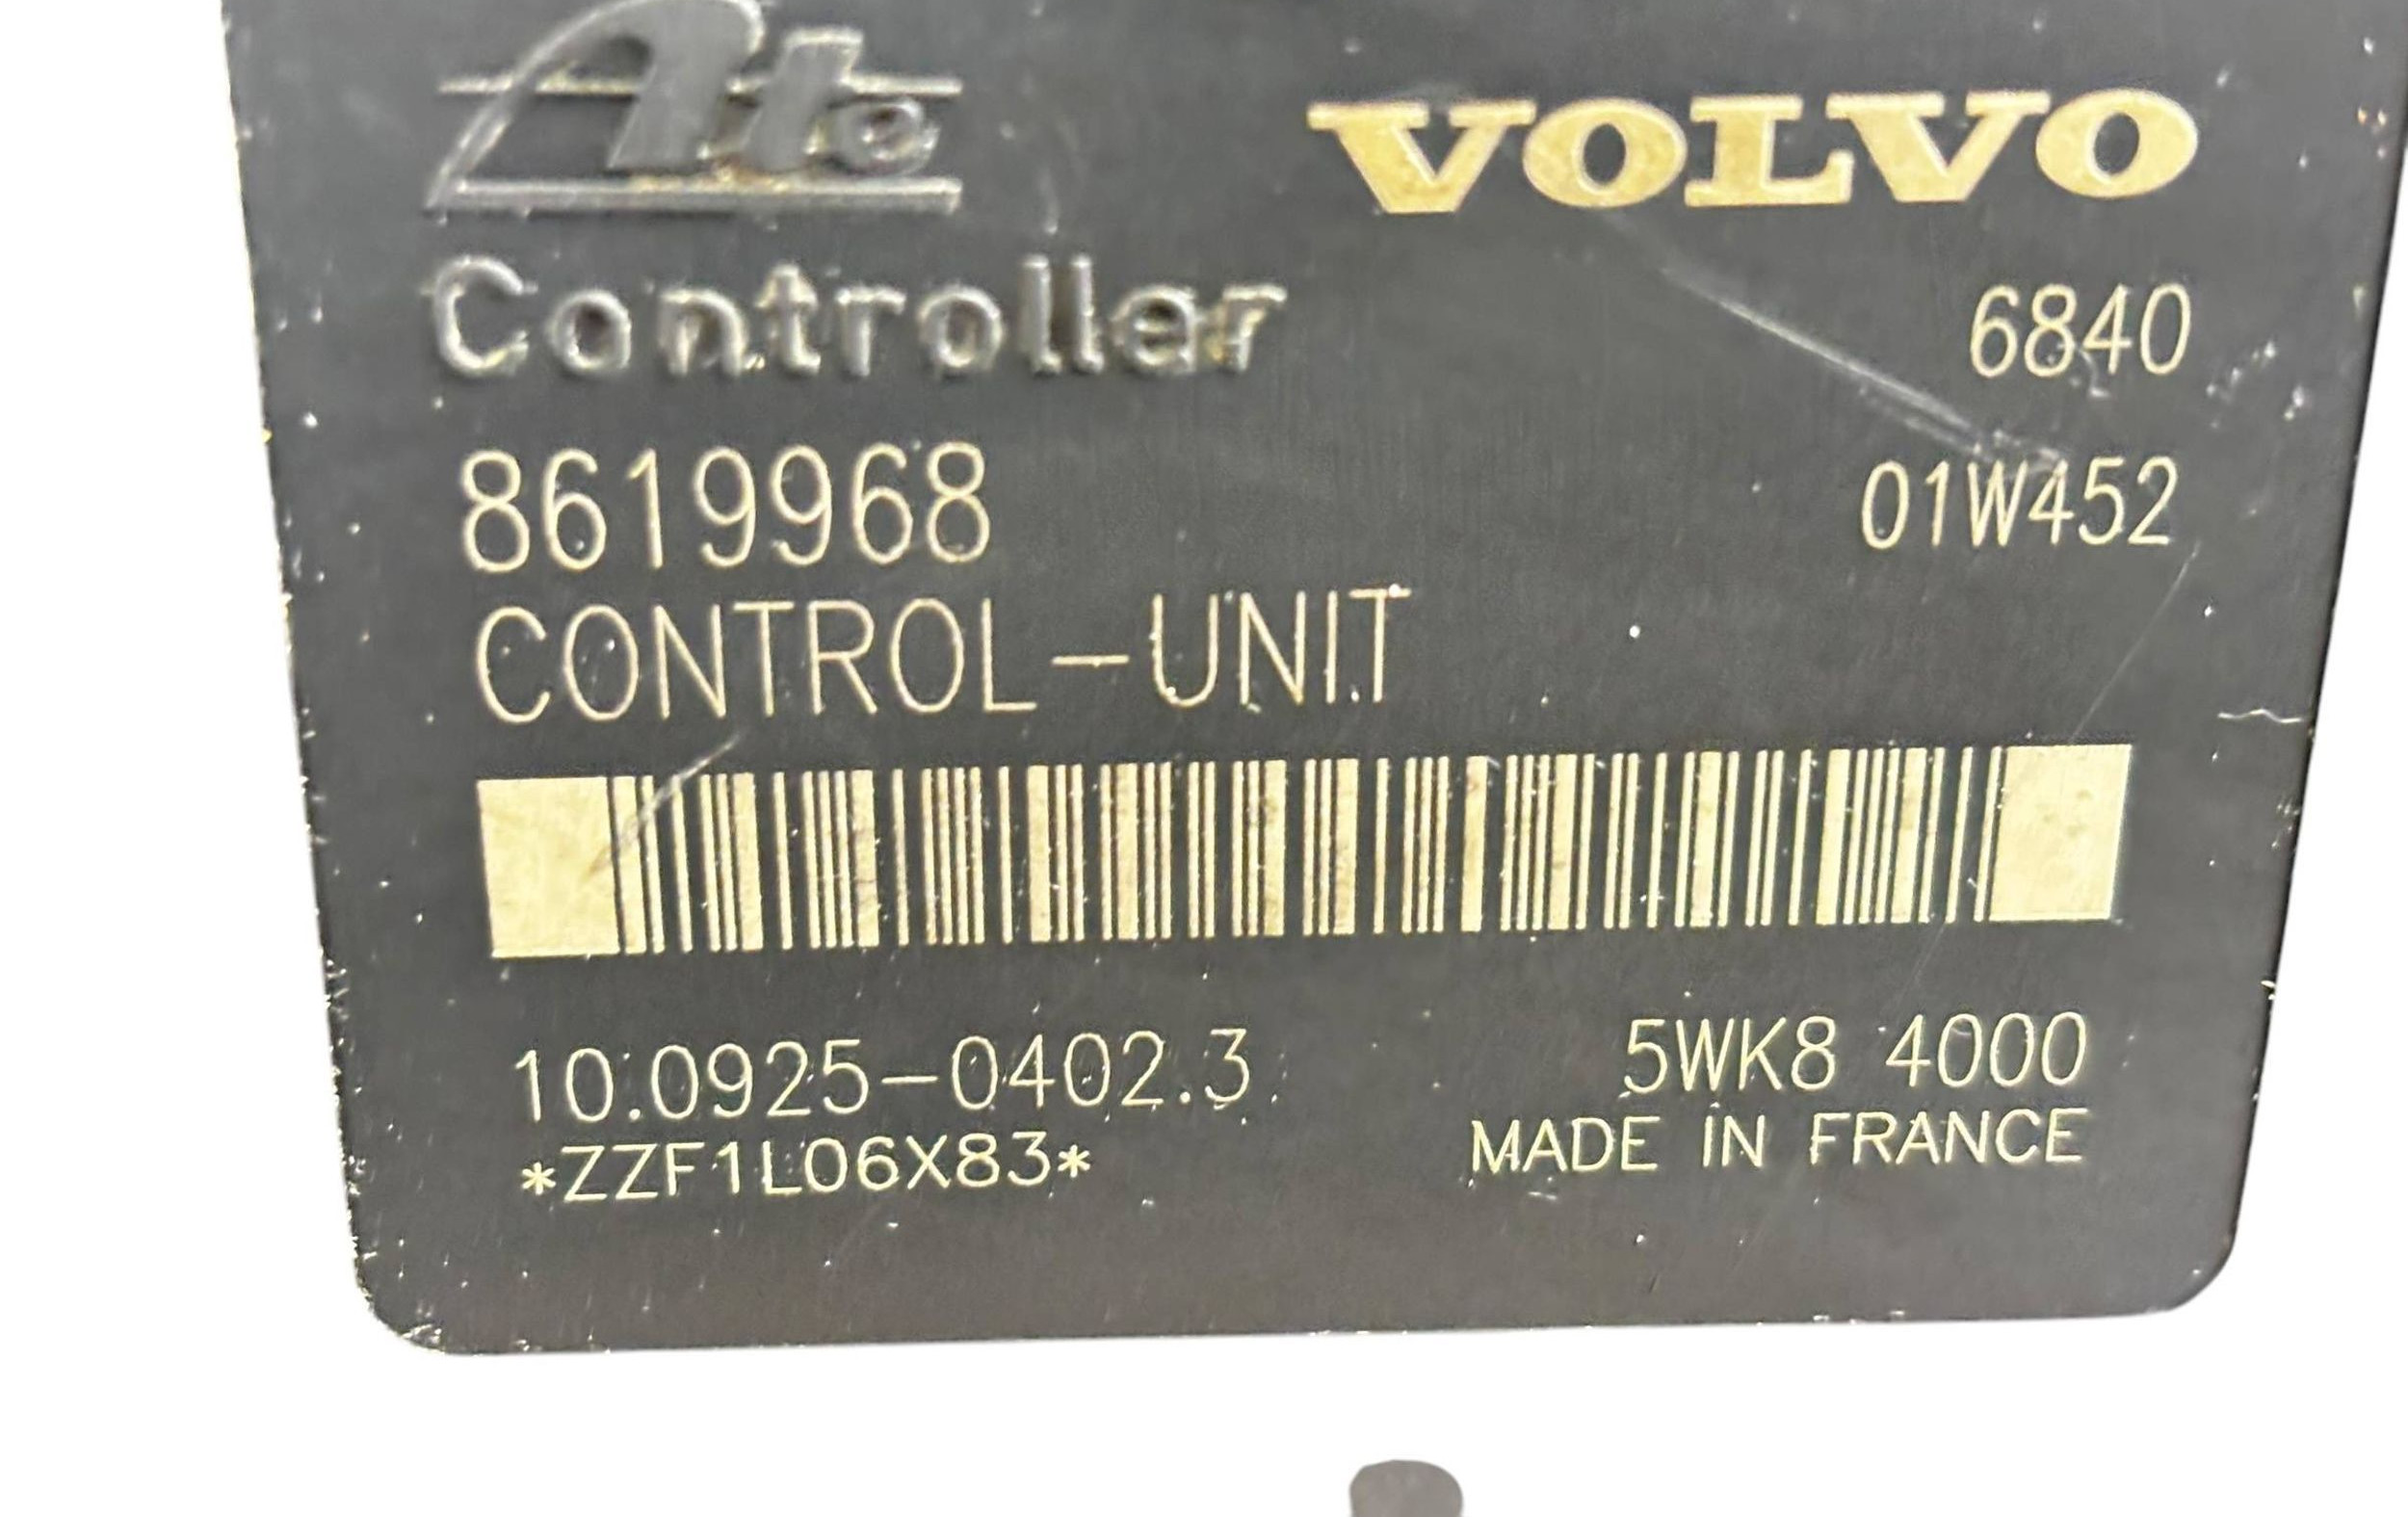 Ate VOLVO
Controller 6840
8619968 01W452
CONTROL-UNIT
10.0925-0402.3 5WK8 4000
*ZZF1L06X83* MADE IN FRANCE